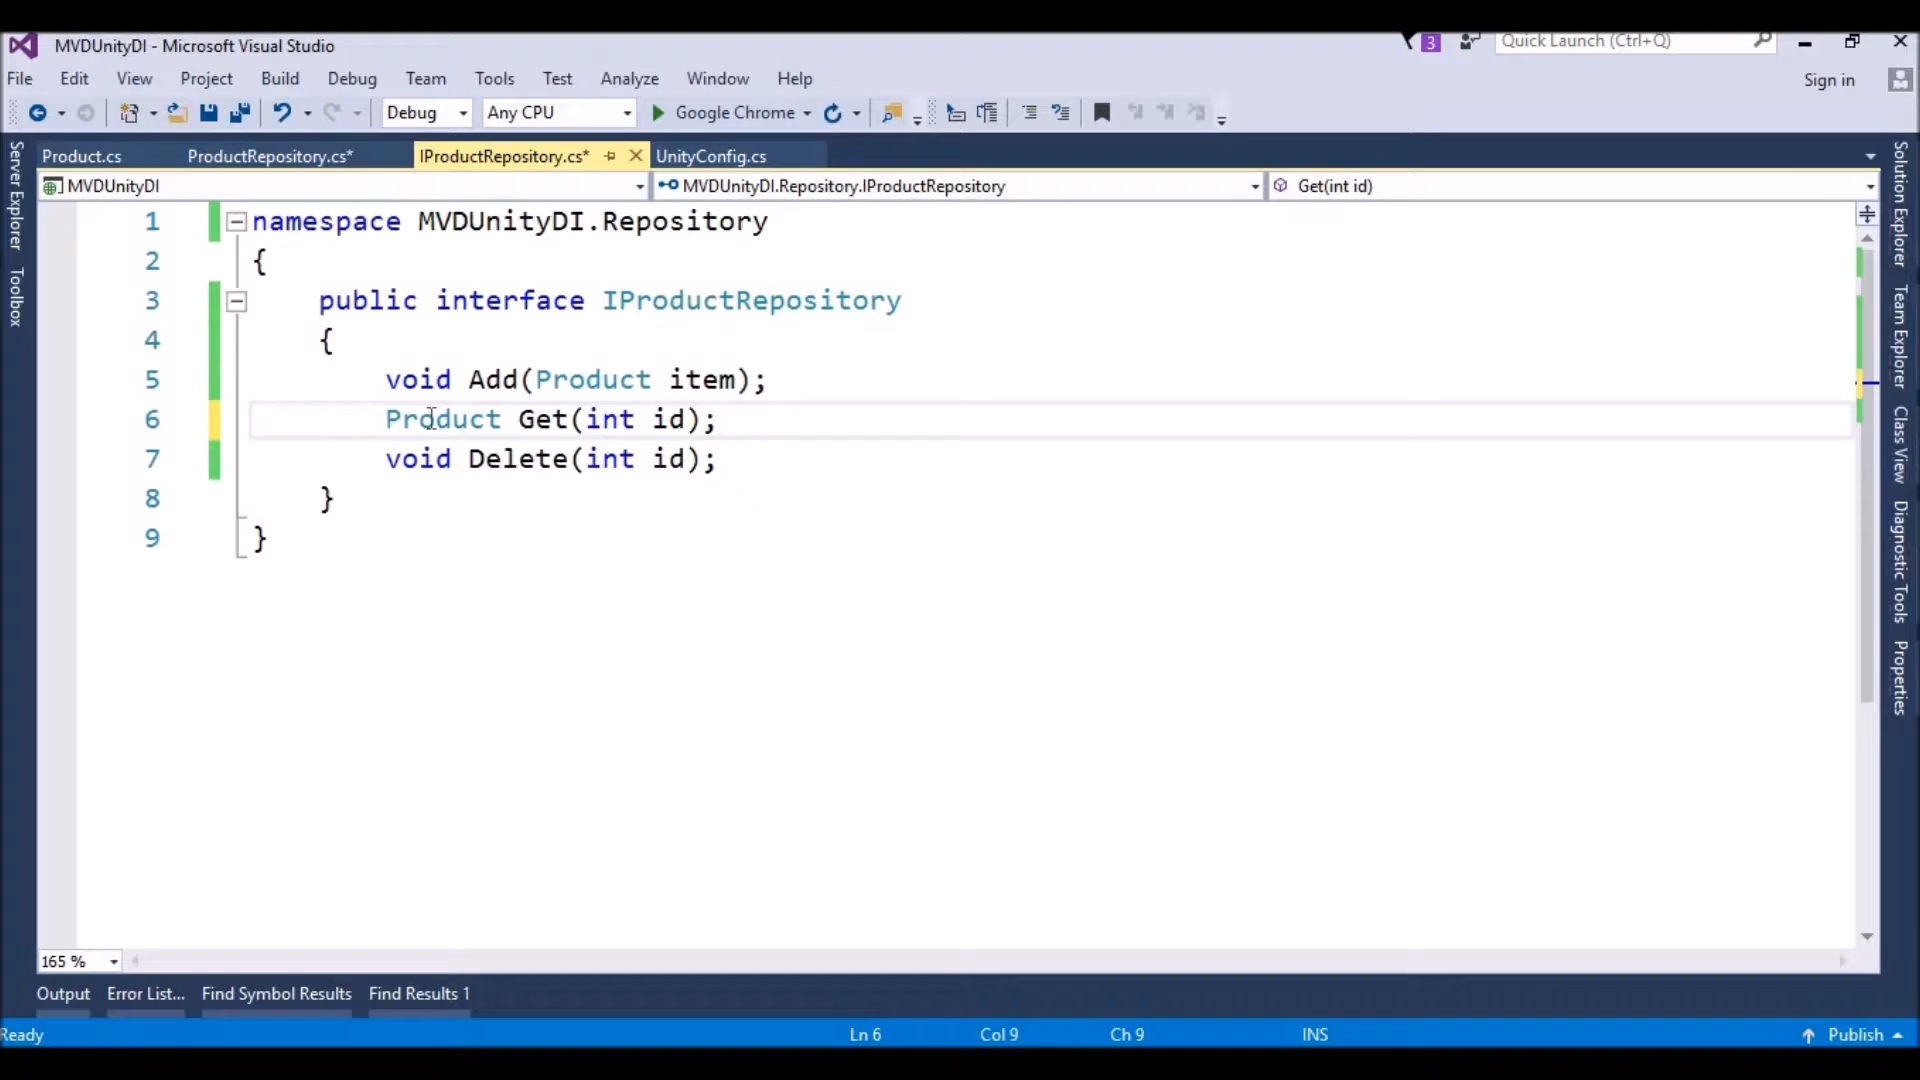 MVDUnityDI - Microsoft Visual Studio
3
Quick Launch (Ctrl+Q)
File Edit View Project Build Debug Team Tools Test Analyze Window Help
Sign in
Debug Any CPU Google Chrome
Product.cs ProductRepository.cs* IProductRepository.cs* UnityConfig.cs
MVDUnityDI MVDUnityDI.Repository.IProductRepository Get(int id)
Server Explorer
Toolbox
1 namespace MVDUnityDI.Repository
2 {
3 public interface IProductRepository
4 {
5 void Add(Product item);
6 Product Get(int id);
7 void Delete(int id);
8 }
9 }
Solution Explorer
Team Explorer
Class View
Diagnostic Tools
Properties
165 %
Output Error List... Find Symbol Results Find Results 1
Ready Ln 6 Col 9 Ch 9 INS Publish